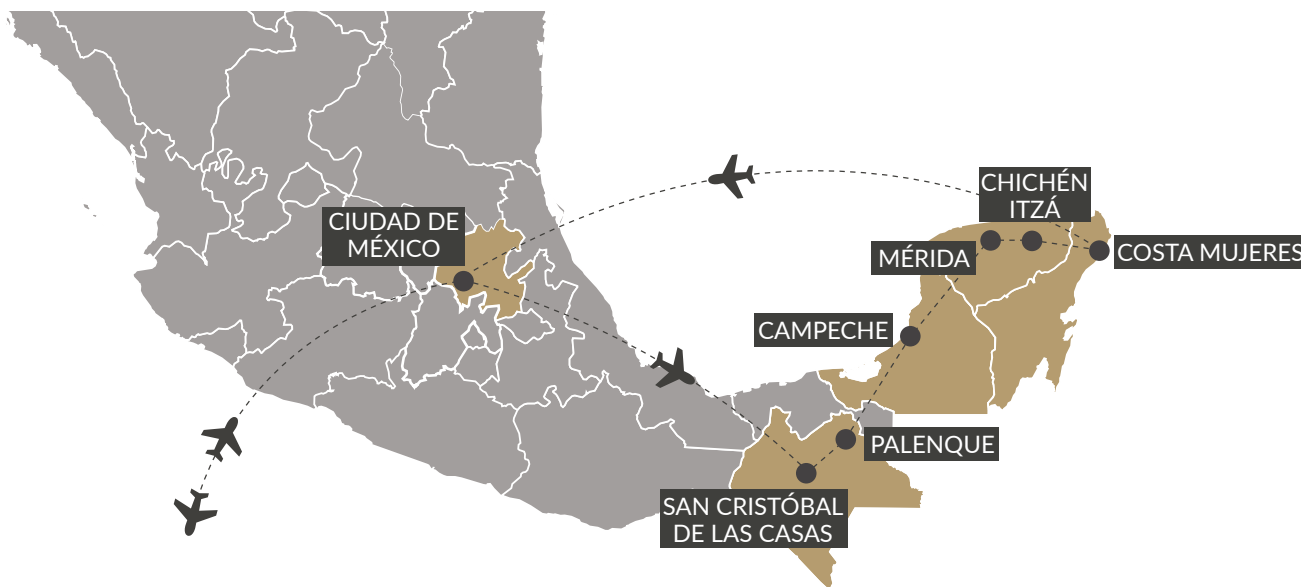 CIUDAD DE
MÉXICO
CHICHÉN
ITZÁ
MÉRIDA
COSTA MUJERES
CAMPECHE
PALENQUE
SAN CRISTÓBAL
DE LAS CASAS